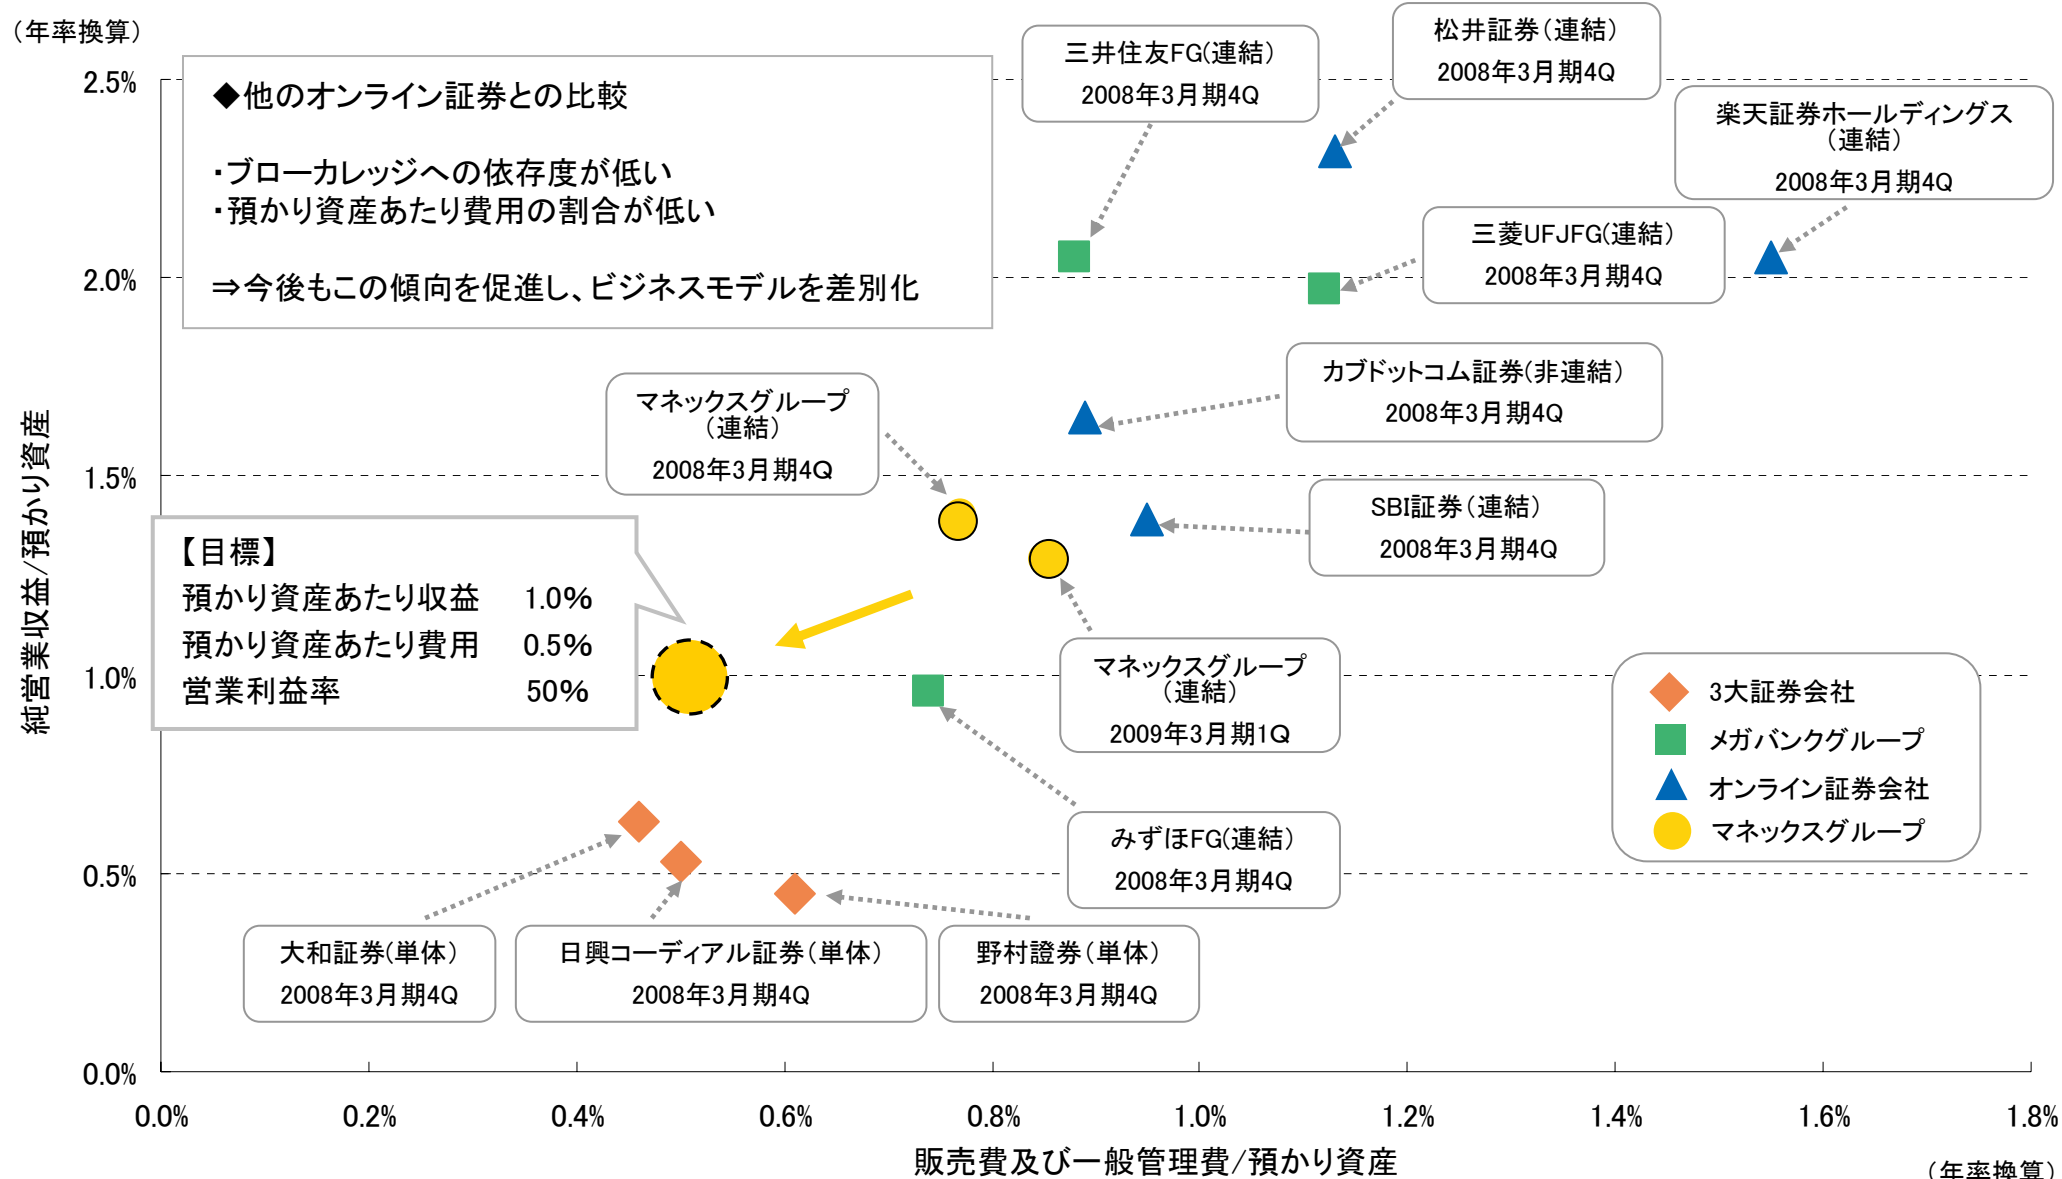 （年率換算）
2.5%
2.0%
1.5%
1.0%
0.5%
0.0%
純営業収益/預かり資産
◆他のオンライン証券との比較
・ブローカレッジへの依存度が低い
・預かり資産あたり費用の割合が低い
⇒今後もこの傾向を促進し、ビジネスモデルを差別化
三井住友FG(連結）
2008年3月期4Q
松井証券（連結）
2008年3月期4Q
楽天証券ホールディングス
（連結）
2008年3月期4Q
三菱UFJFG(連結）
2008年3月期4Q
カブドットコム証券(非連結）
2008年3月期4Q
マネックスグループ
（連結）
2008年3月期4Q
SBI証券（連結）
2008年3月期4Q
【目標】
預かり資産あたり収益 1.0%
預かり資産あたり費用 0.5%
営業利益率 50%
マネックスグループ
（連結）
2009年3月期1Q
みずほFG(連結）
2008年3月期4Q
3大証券会社
メガバンクグループ
オンライン証券会社
マネックスグループ
大和証券(単体）
2008年3月期4Q
日興コーディアル証券（単体）
2008年3月期4Q
野村證券（単体）
2008年3月期4Q
0.0% 0.2% 0.4% 0.6% 0.8% 1.0% 1.2% 1.4% 1.6% 1.8%
販売費及び一般管理費/預かり資産
（年率換算）